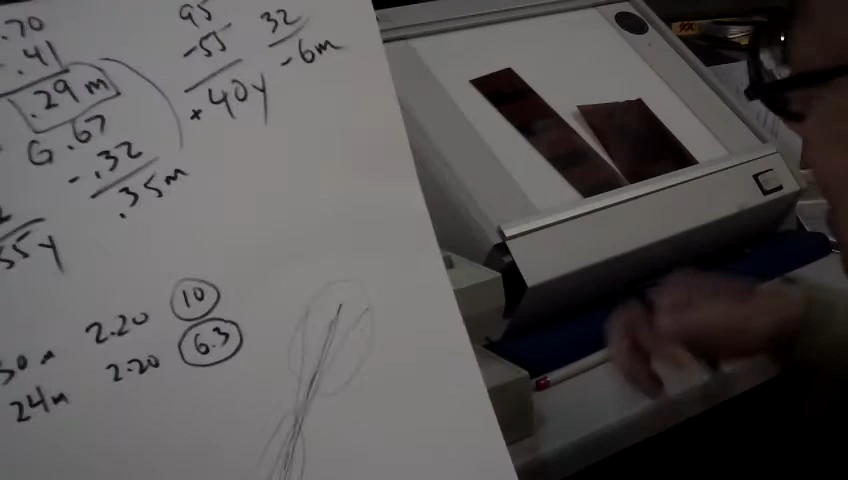 .70
- .41
.29 m
G .67
- .32
.35 m
55 y
95
- 55
+ 40 y
32
- 6 m
30 m 2.20 10
24 m 2.20 6.3